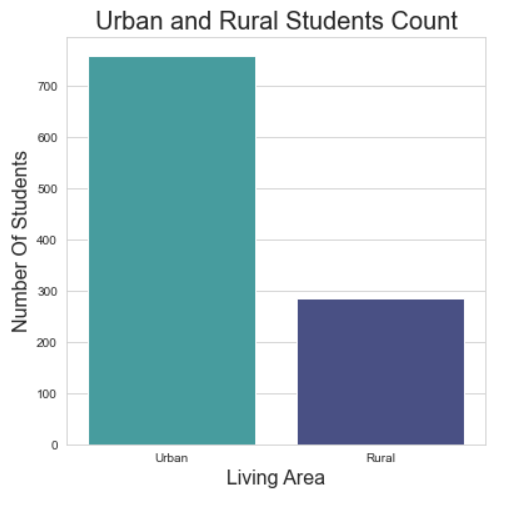 Urban and Rural Students Count
Number Of Students
700
600
500
400
300
200
100
0
Urban Rural
Living Area